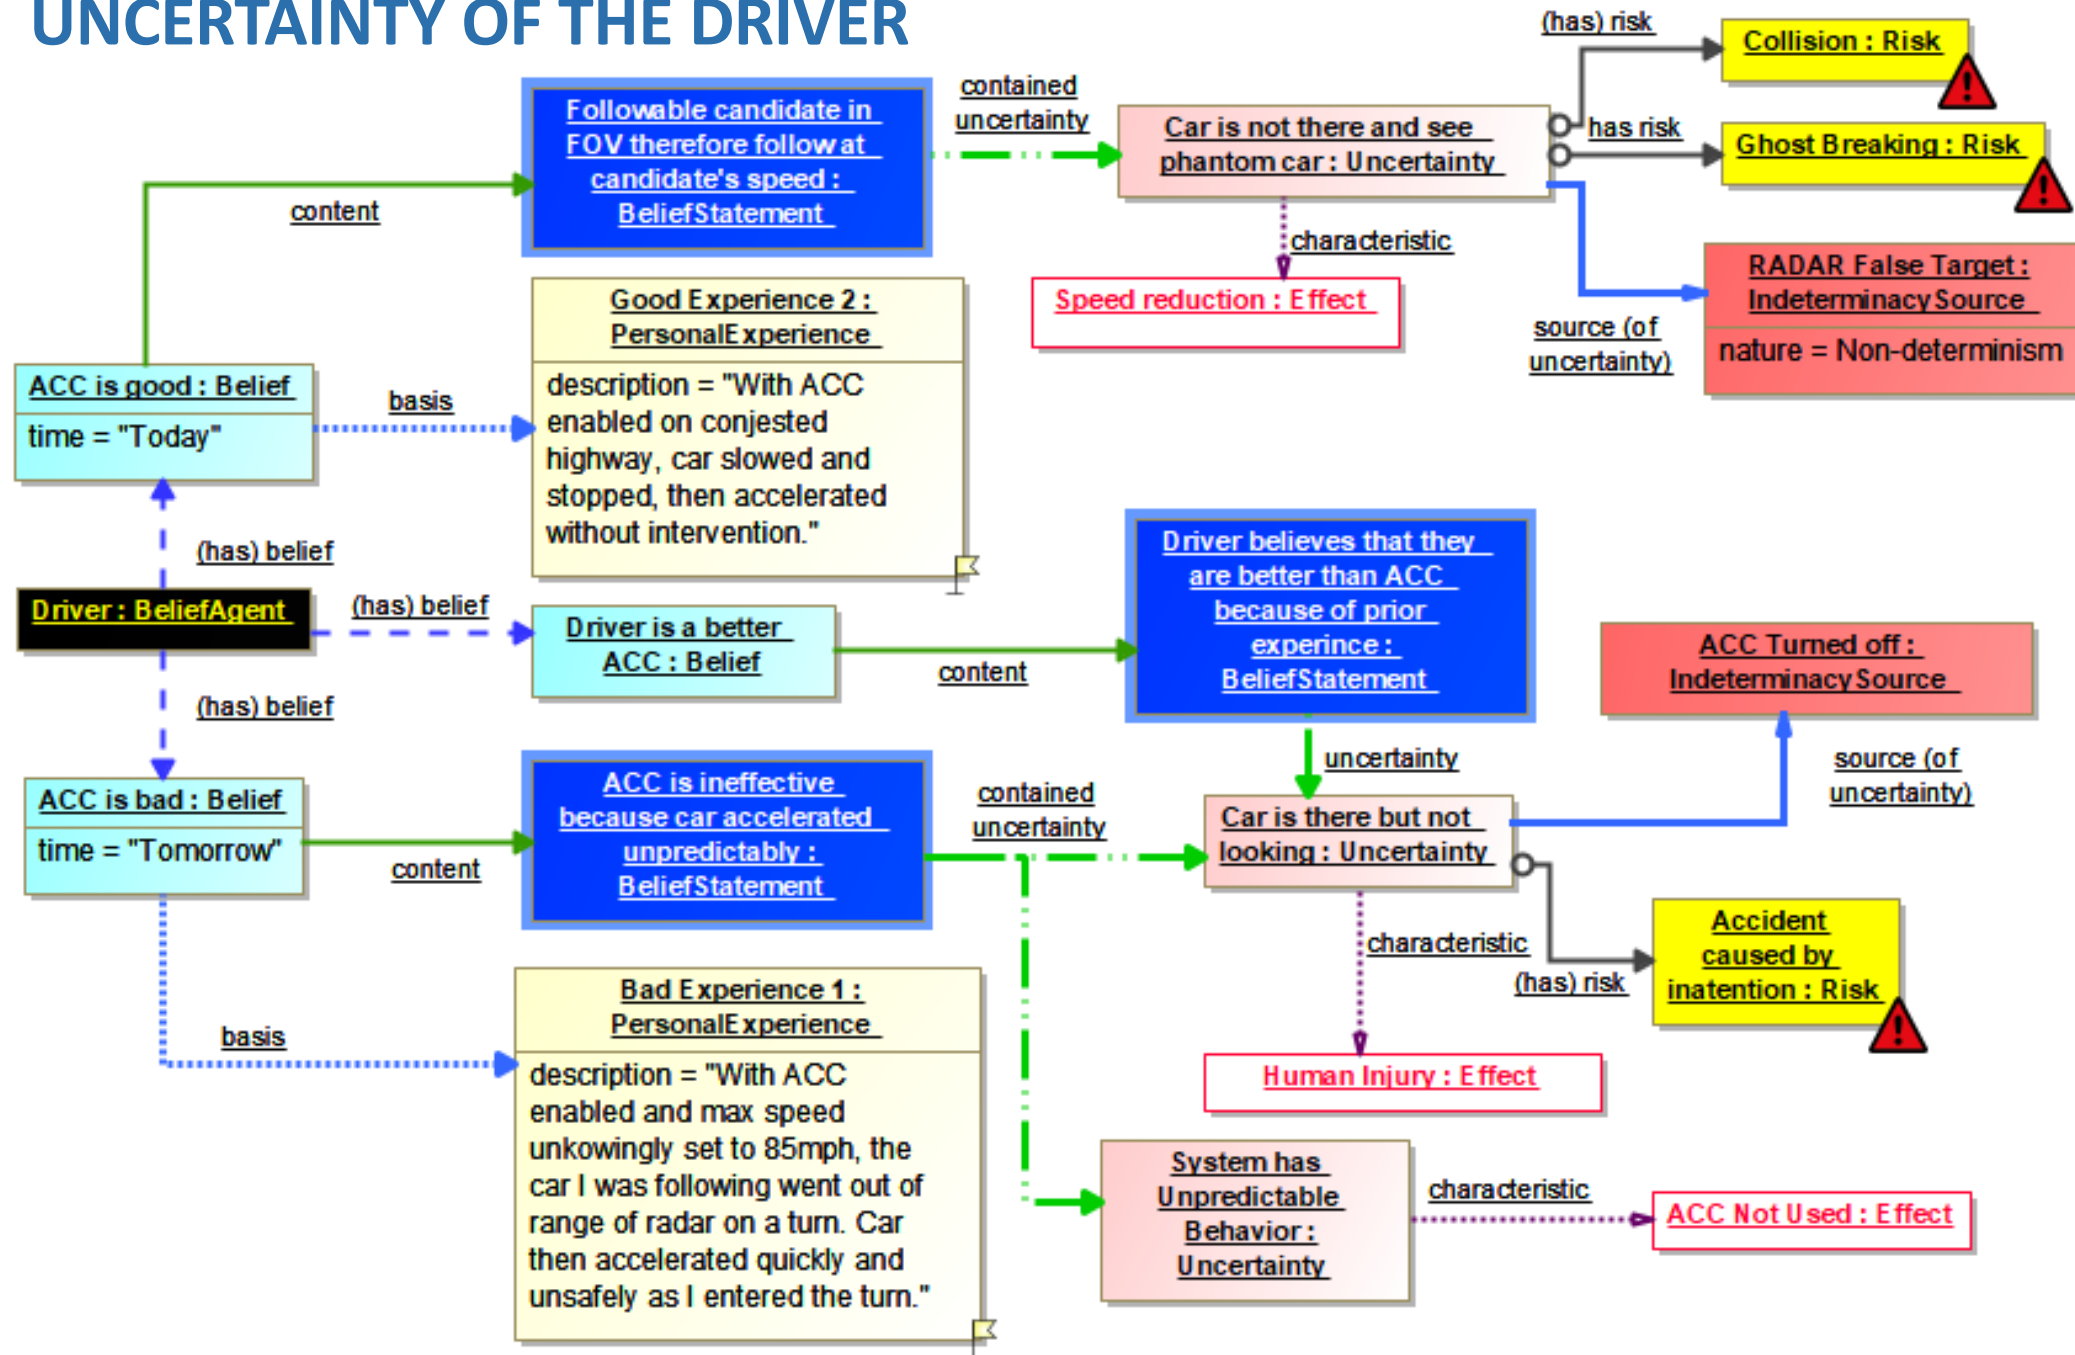 UNCERTAINTY OF THE DRIVER
(has) risk
Collision : Risk
contained
uncertainty
Followable candidate in
FOV therefore follow at
candidate's speed :
BeliefStatement
Car is not there and see
phantom car : Uncertainty
has risk
Ghost Breaking : Risk
content
characteristic
RADAR False Target :
IndeterminacySource
nature = Non-determinism
Speed reduction : Effect
source (of
uncertainty)
Good Experience 2 :
PersonalExperience
description = "With ACC
enabled on conjested
highway, car slowed and
stopped, then accelerated
without intervention."
ACC is good : Belief
time = "Today"
basis
(has) belief
Driver : BeliefAgent
(has) belief
Driver is a better
ACC : Belief
content
Driver believes that they
are better than ACC
because of prior
experince :
BeliefStatement
ACC Turned off :
IndeterminacySource
(has) belief
uncertainty
source (of
uncertainty)
ACC is bad : Belief
time = "Tomorrow"
content
ACC is ineffective
because car accelerated
unpredictably :
BeliefStatement
contained
uncertainty
Car is there but not
looking : Uncertainty
characteristic
(has) risk
Accident
caused by
inatention : Risk
basis
Bad Experience 1 :
PersonalExperience
description = "With ACC
enabled and max speed
unkowingly set to 85mph, the
car I was following went out of
range of radar on a turn. Car
then accelerated quickly and
unsafely as I entered the turn."
Human Injury : Effect
System has
Unpredictable
Behavior :
Uncertainty
characteristic
ACC Not Used : Effect